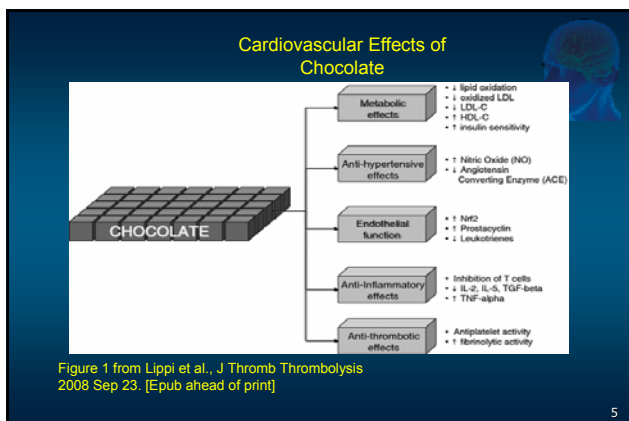 Cardiovascular Effects of
Chocolate
CHOCOLATE
Metabolic
effects
• ↓ lipid oxidation
• ↓ oxidized LDL
• ↓ LDL-C
• ↑ HDL-C
• ↑ insulin sensitivity
Anti-hypertensive
effects
• ↑ Nitric Oxide (NO)
• ↓ Angiotensin
Converting Enzyme (ACE)
Endothelial
function
• ↑ Nrf2
• ↑ Prostacyclin
• ↓ Leukotrienes
Anti-Inflammatory
effects
• Inhibition of T cells
• ↓ IL-2, IL-5, TGF-beta
• ↑ TNF-alpha
Anti-thrombotic
effects
• Antiplatelet activity
• ↑ fibrinolytic activity
Figure 1 from Lippi et al., J Thromb Thrombolysis
2008 Sep 23. [Epub ahead of print]
5